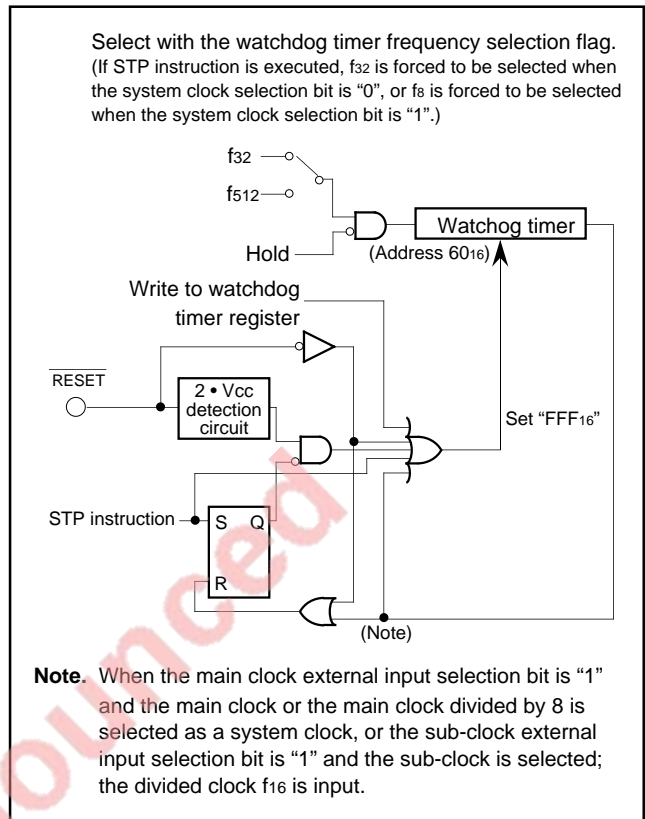 Select with the watchdog timer frequency selection flag.
(If STP instruction is executed, f32 is forced to be selected when
the system clock selection bit is “0”, or f8 is forced to be selected
when the system clock selection bit is “1”.)
f32
f512
Hold
Watchog timer
(Address 6016)
Write to watchdog
timer register
RESET
2 • Vcc
detection
circuit
Set “FFF16”
STP instruction
S Q
R
(Note)
Note. When the main clock external input selection bit is “1”
and the main clock or the main clock divided by 8 is
selected as a system clock, or the sub-clock external
input selection bit is “1” and the sub-clock is selected;
the divided clock f16 is input.
ounced